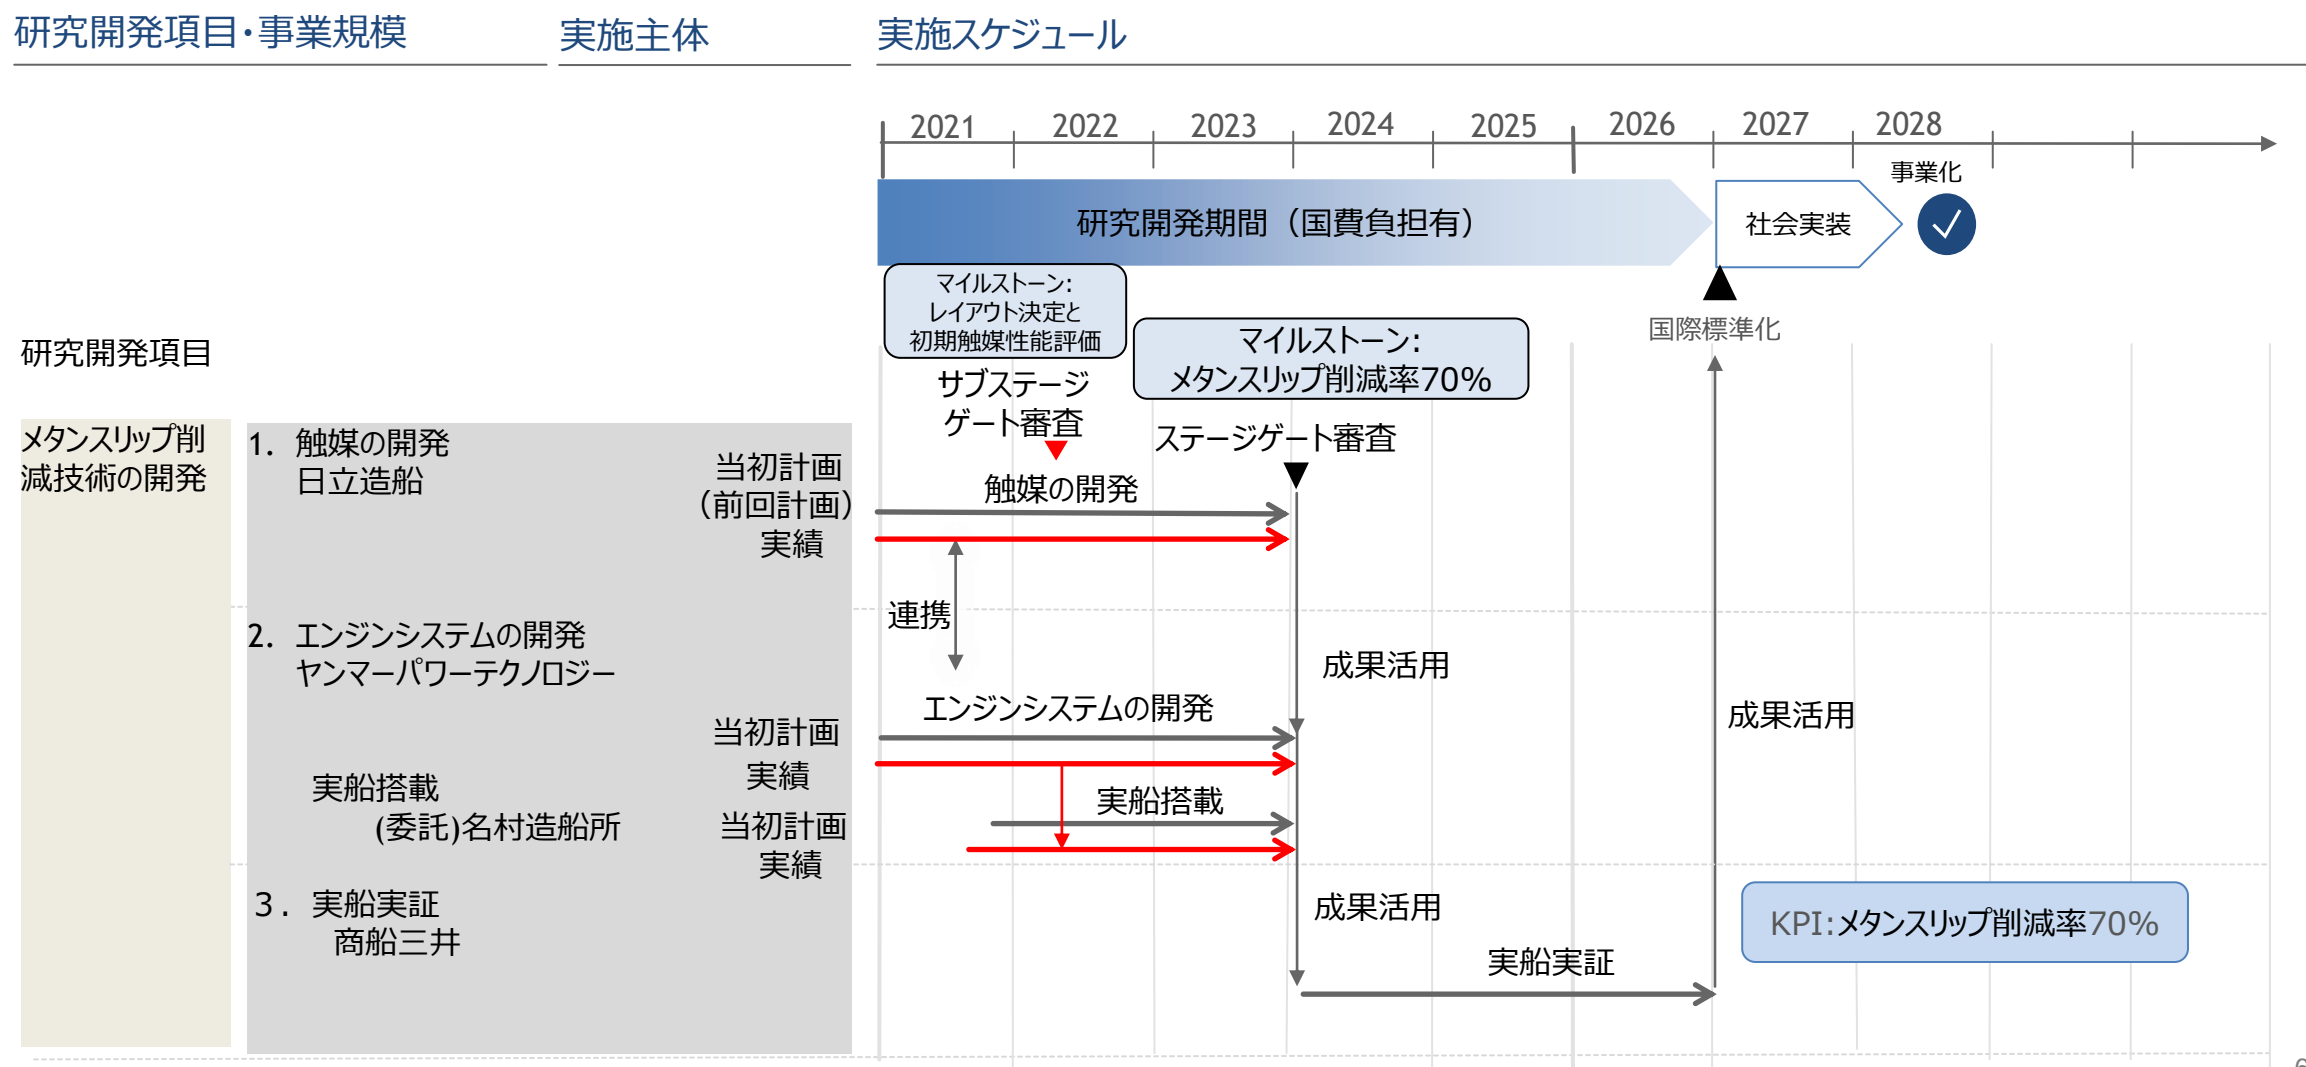 研究開発項目・事業規模
実施主体
実施スケジュール
2021
2022
2023
2024
2025
2026
2027
2028
事業化
研究開発期間（国費負担有）
社会実装
マイルストーン：
レイアウト決定と
初期触媒性能評価
マイルストーン：
メタンスリップ削減率70%
国際標準化
研究開発項目
サブステージ
ゲート審査
ステージゲート審査
メタンスリップ削
減技術の開発
1. 触媒の開発
日立造船
当初計画
（前回計画）
実績
触媒の開発
連携
2. エンジンシステムの開発
ヤンマーパワーテクノロジー
成果活用
エンジンシステムの開発
当初計画
実績
成果活用
実船搭載
(委託)名村造船所
当初計画
実績
実船搭載
３. 実船実証
商船三井
成果活用
実船実証
KPI:メタンスリップ削減率70%